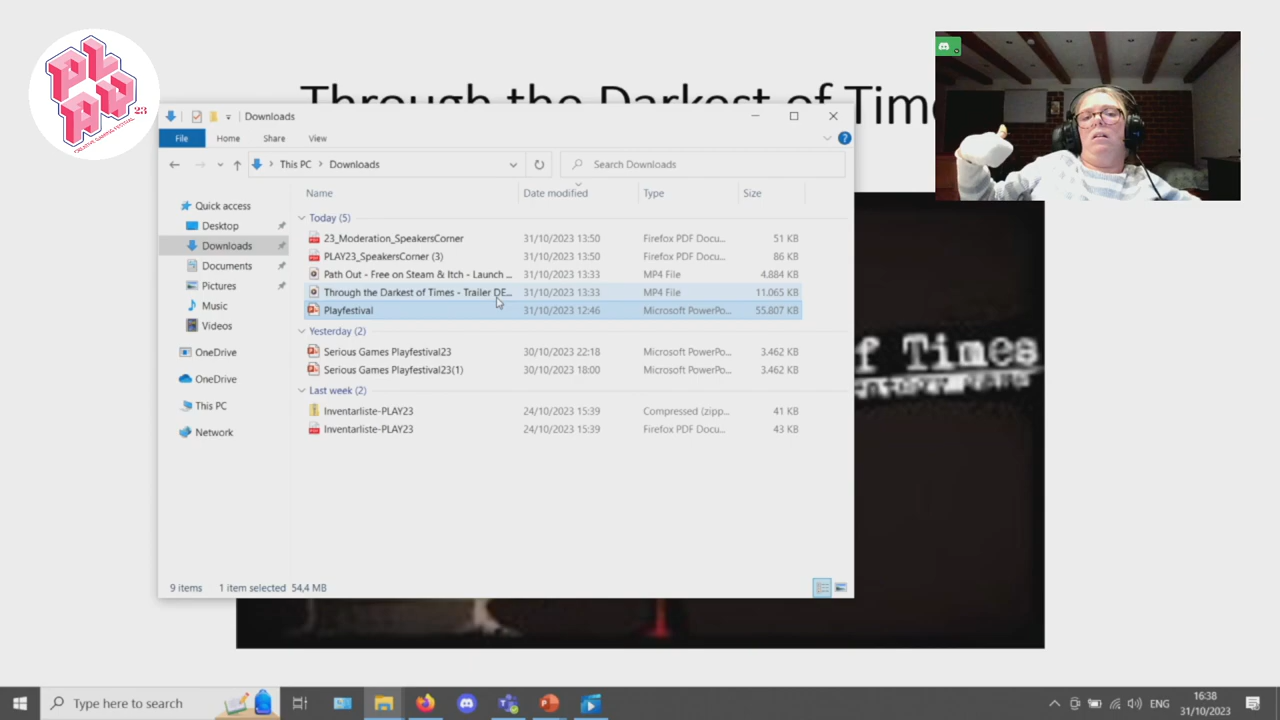 PLAY
23
CREATIVE GAMING FESTIVAL
Through the Darkest of Time
Downloads
File Home Share View
This PC Downloads
Search Downloads
Name Date modified Type Size
Quick access
Desktop
Downloads
Documents
Pictures
Music
Videos
OneDrive
OneDrive
This PC
Network
Today (5)
23_Moderation_SpeakersCorner 31/10/2023 13:50 Firefox PDF Docu... 51 KB
PLAY23_SpeakersCorner (3) 31/10/2023 13:50 Firefox PDF Docu... 86 KB
Path Out - Free on Steam & Itch - Launch ... 31/10/2023 13:33 MP4 File 4.884 KB
Through the Darkest of Times - Trailer DE... 31/10/2023 13:33 MP4 File 11.065 KB
Playfestival 31/10/2023 12:46 Microsoft PowerPo... 55.807 KB
Yesterday (2)
Serious Games Playfestival23 30/10/2023 22:18 Microsoft PowerPo... 3.462 KB
Serious Games Playfestival23(1) 30/10/2023 18:00 Microsoft PowerPo... 3.462 KB
Last week (2)
Inventarliste-PLAY23 24/10/2023 15:39 Compressed (zipp... 41 KB
Inventarliste-PLAY23 24/10/2023 15:39 Firefox PDF Docu... 43 KB
f Times
9 items 1 item selected 54,4 MB
Type here to search
ENG
16:38
31/10/2023